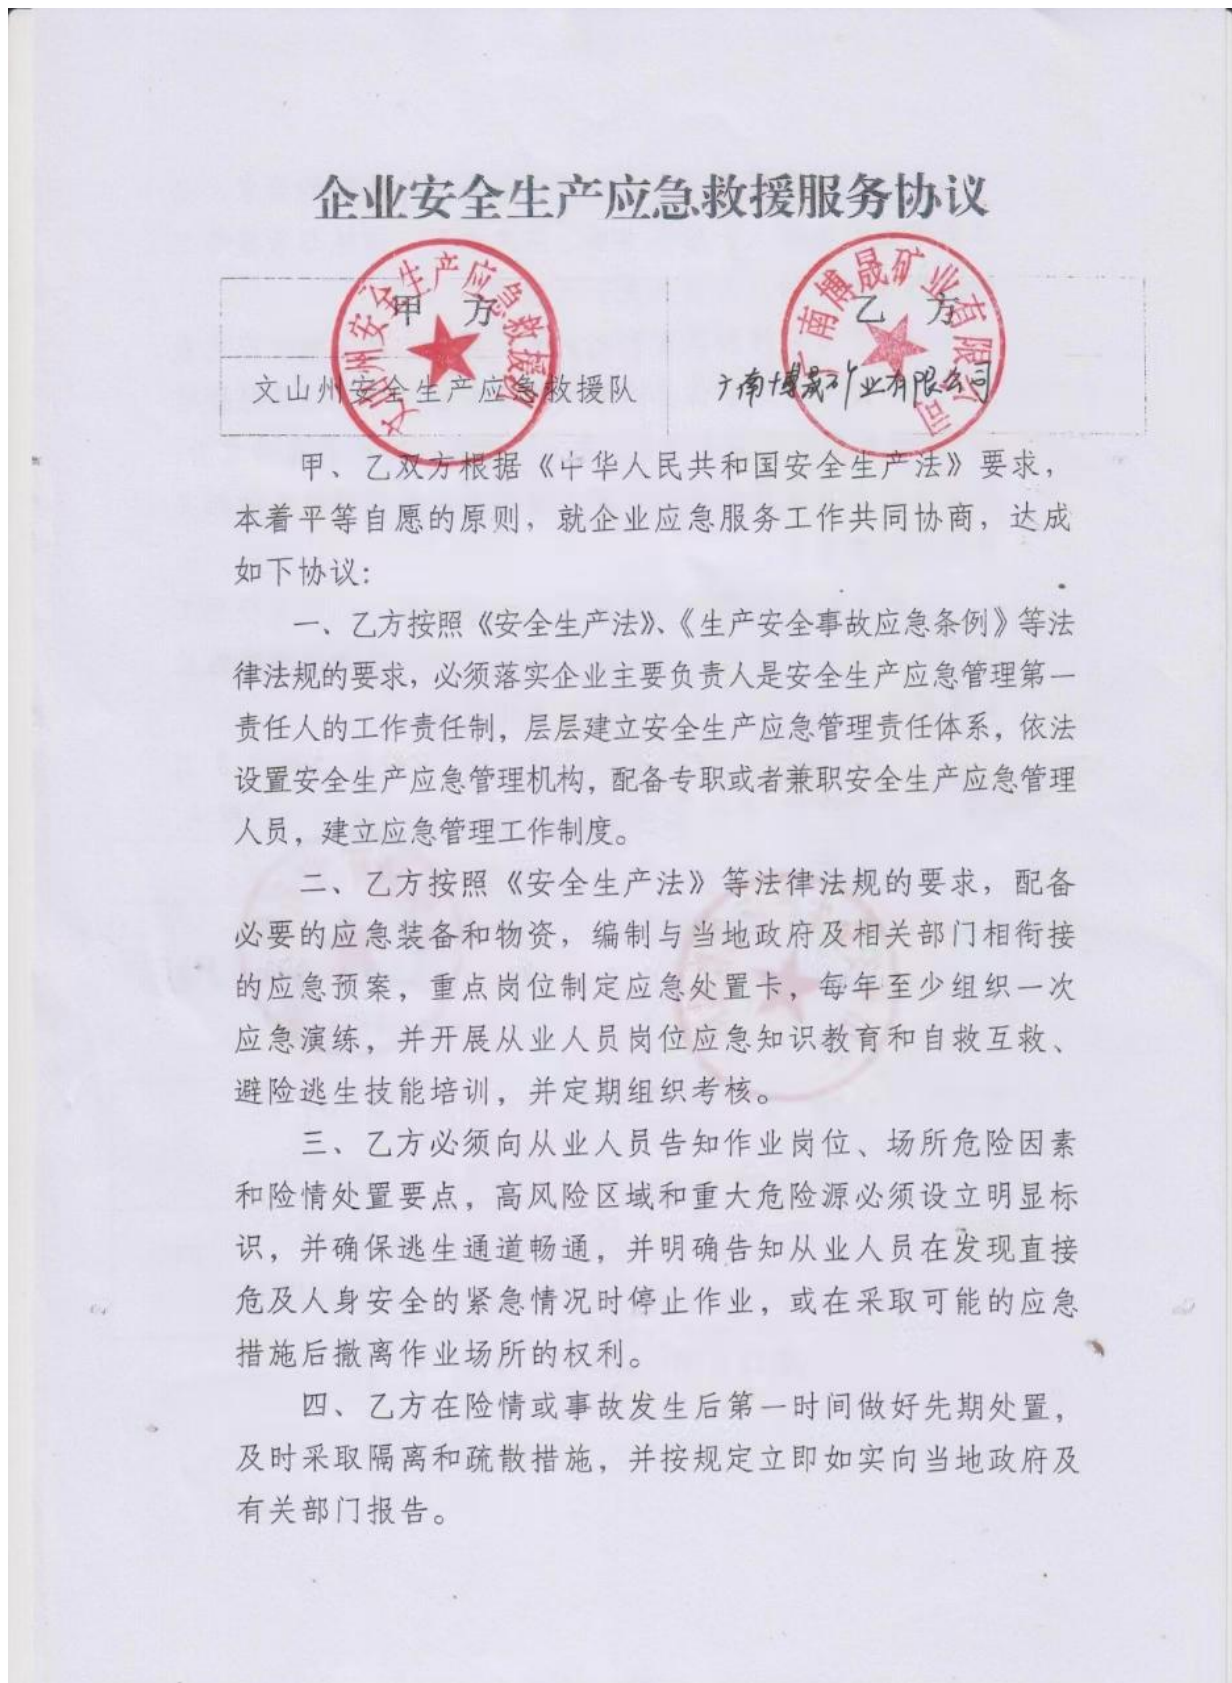 企业安全生产应急救援服务协议
甲 方
乙 方
文山州安全生产应急救援队
广南博晟矿业有限公司
文山州安全生产应急救援队
广南博晟矿业有限公司
甲、乙双方根据《中华人民共和国安全生产法》要求，
本着平等自愿的原则，就企业应急服务工作共同协商，达成
如下协议：
一、乙方按照《安全生产法》、《生产安全事故应急条例》等法
律法规的要求，必须落实企业主要负责人是安全生产应急管理第一
责任人的工作责任制，层层建立安全生产应急管理责任体系，依法
设置安全生产应急管理机构，配备专职或者兼职安全生产应急管理
人员，建立应急管理工作制度。
二、乙方按照《安全生产法》等法律法规的要求，配备
必要的应急装备和物资，编制与当地政府及相关部门相衔接
的应急预案，重点岗位制定应急处置卡，每年至少组织一次
应急演练，并开展从业人员岗位应急知识教育和自救互救、
避险逃生技能培训，并定期组织考核。
三、乙方必须向从业人员告知作业岗位、场所危险因素
和险情处置要点，高风险区域和重大危险源必须设立明显标
识，并确保逃生通道畅通，并明确告知从业人员在发现直接
危及人身安全的紧急情况时停止作业，或在采取可能的应急
措施后撤离作业场所的权利。
四、乙方在险情或事故发生后第一时间做好先期处置，
及时采取隔离和疏散措施，并按规定立即如实向当地政府及
有关部门报告。